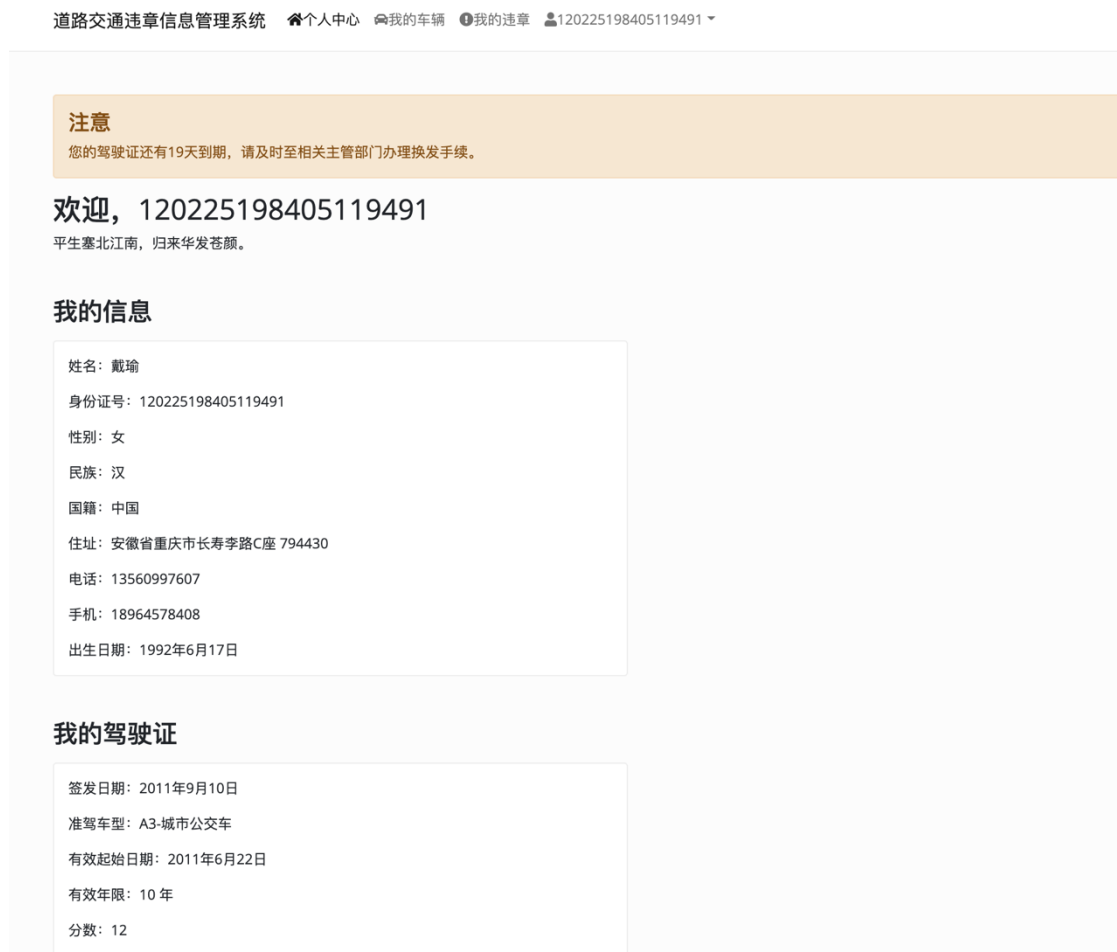 道路交通违章信息管理系统 个人中心 我的车辆 我的违章 120225198405119491
注意
您的驾驶证还有19天到期，请及时至相关主管部门办理换发手续。
欢迎，120225198405119491
平生塞北江南，归来华发苍颜。
我的信息
姓名：戴瑜
身份证号：120225198405119491
性别：女
民族：汉
国籍：中国
住址：安徽省重庆市长寿李路C座 794430
电话：13560997607
手机：18964578408
出生日期：1992年6月17日
我的驾驶证
签发日期：2011年9月10日
准驾车型：A3-城市公交车
有效起始日期：2011年6月22日
有效年限：10 年
分数：12